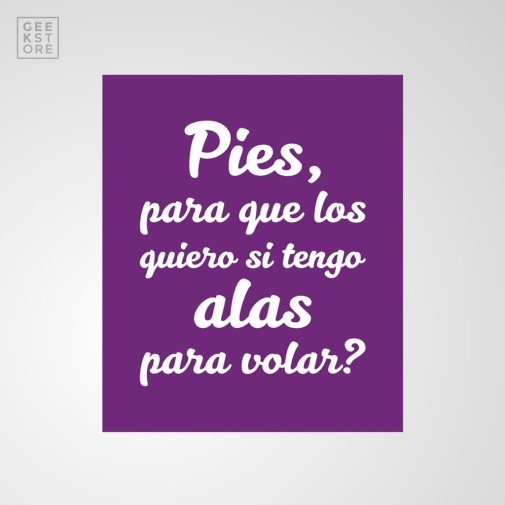 GEE
KST
ORE
Pies,
para que los
quiero si tengo
alas
para volar?